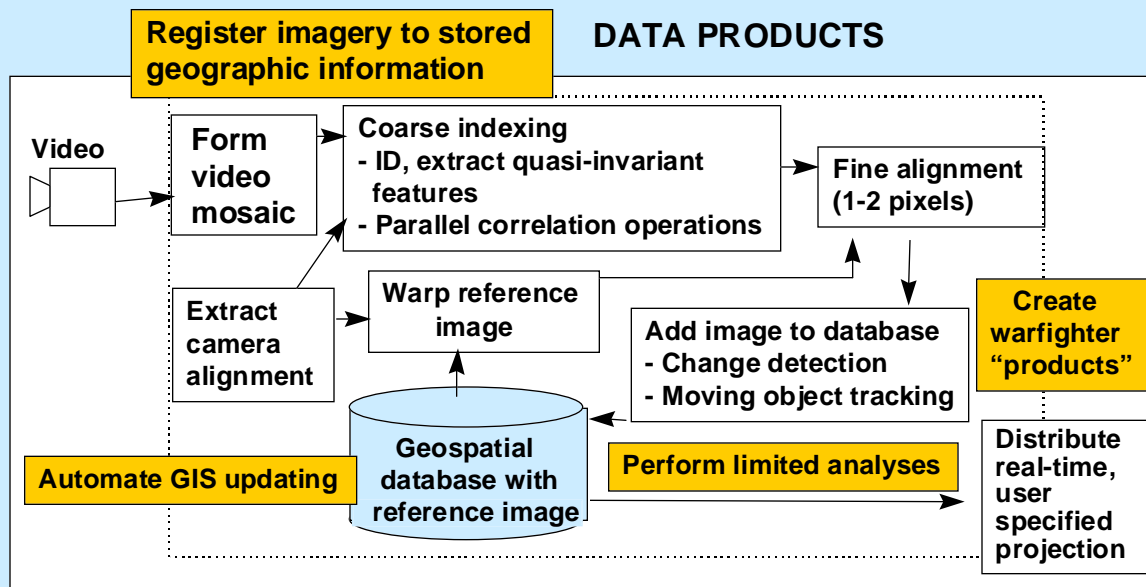 Register imagery to stored
geographic information
DATA PRODUCTS
Video
Form
video
mosaic
Coarse indexing
- ID, extract quasi-invariant
features
- Parallel correlation operations
Fine alignment
(1-2 pixels)
Extract
camera
alignment
Warp reference
image
Add image to database
- Change detection
- Moving object tracking
Create
warfighter
“products”
Automate GIS updating
Geospatial
database with
reference image
Perform limited analyses
Distribute
real-time,
user
specified
projection